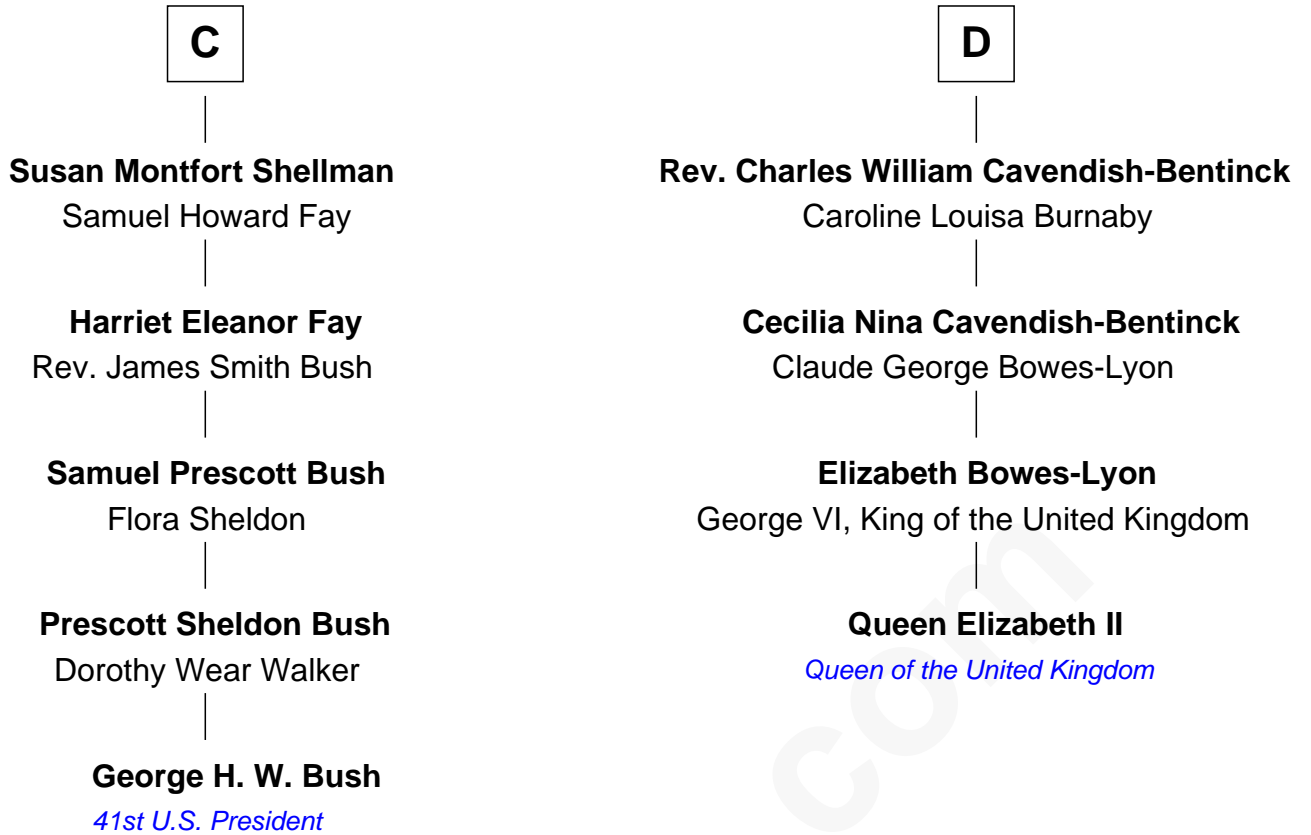 C
Susan Montfort Shellman
Samuel Howard Fay
Harriet Eleanor Fay
Rev. James Smith Bush
Samuel Prescott Bush
Flora Sheldon
Prescott Sheldon Bush
Dorothy Wear Walker
George H. W. Bush
41st U.S. President
D
Rev. Charles William Cavendish-Bentinck
Caroline Louisa Burnaby
Cecilia Nina Cavendish-Bentinck
Claude George Bowes-Lyon
Elizabeth Bowes-Lyon
George VI, King of the United Kingdom
Queen Elizabeth II
Queen of the United Kingdom
com